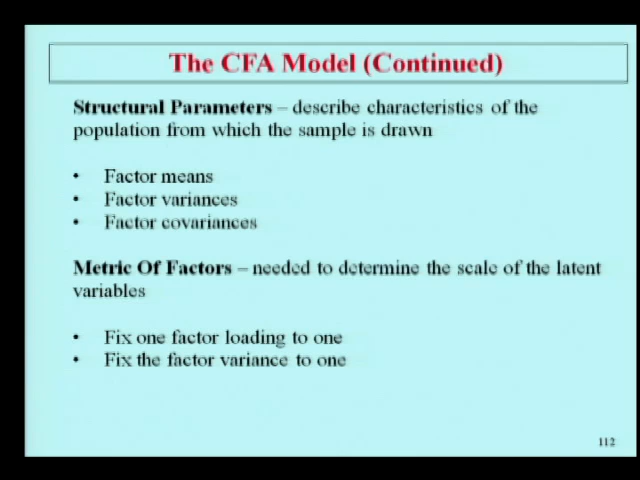 The CFA Model (Continued)
Structural Parameters – describe characteristics of the
population from which the sample is drawn
• Factor means
• Factor variances
• Factor covariances
Metric Of Factors – needed to determine the scale of the latent
variables
• Fix one factor loading to one
• Fix the factor variance to one
112